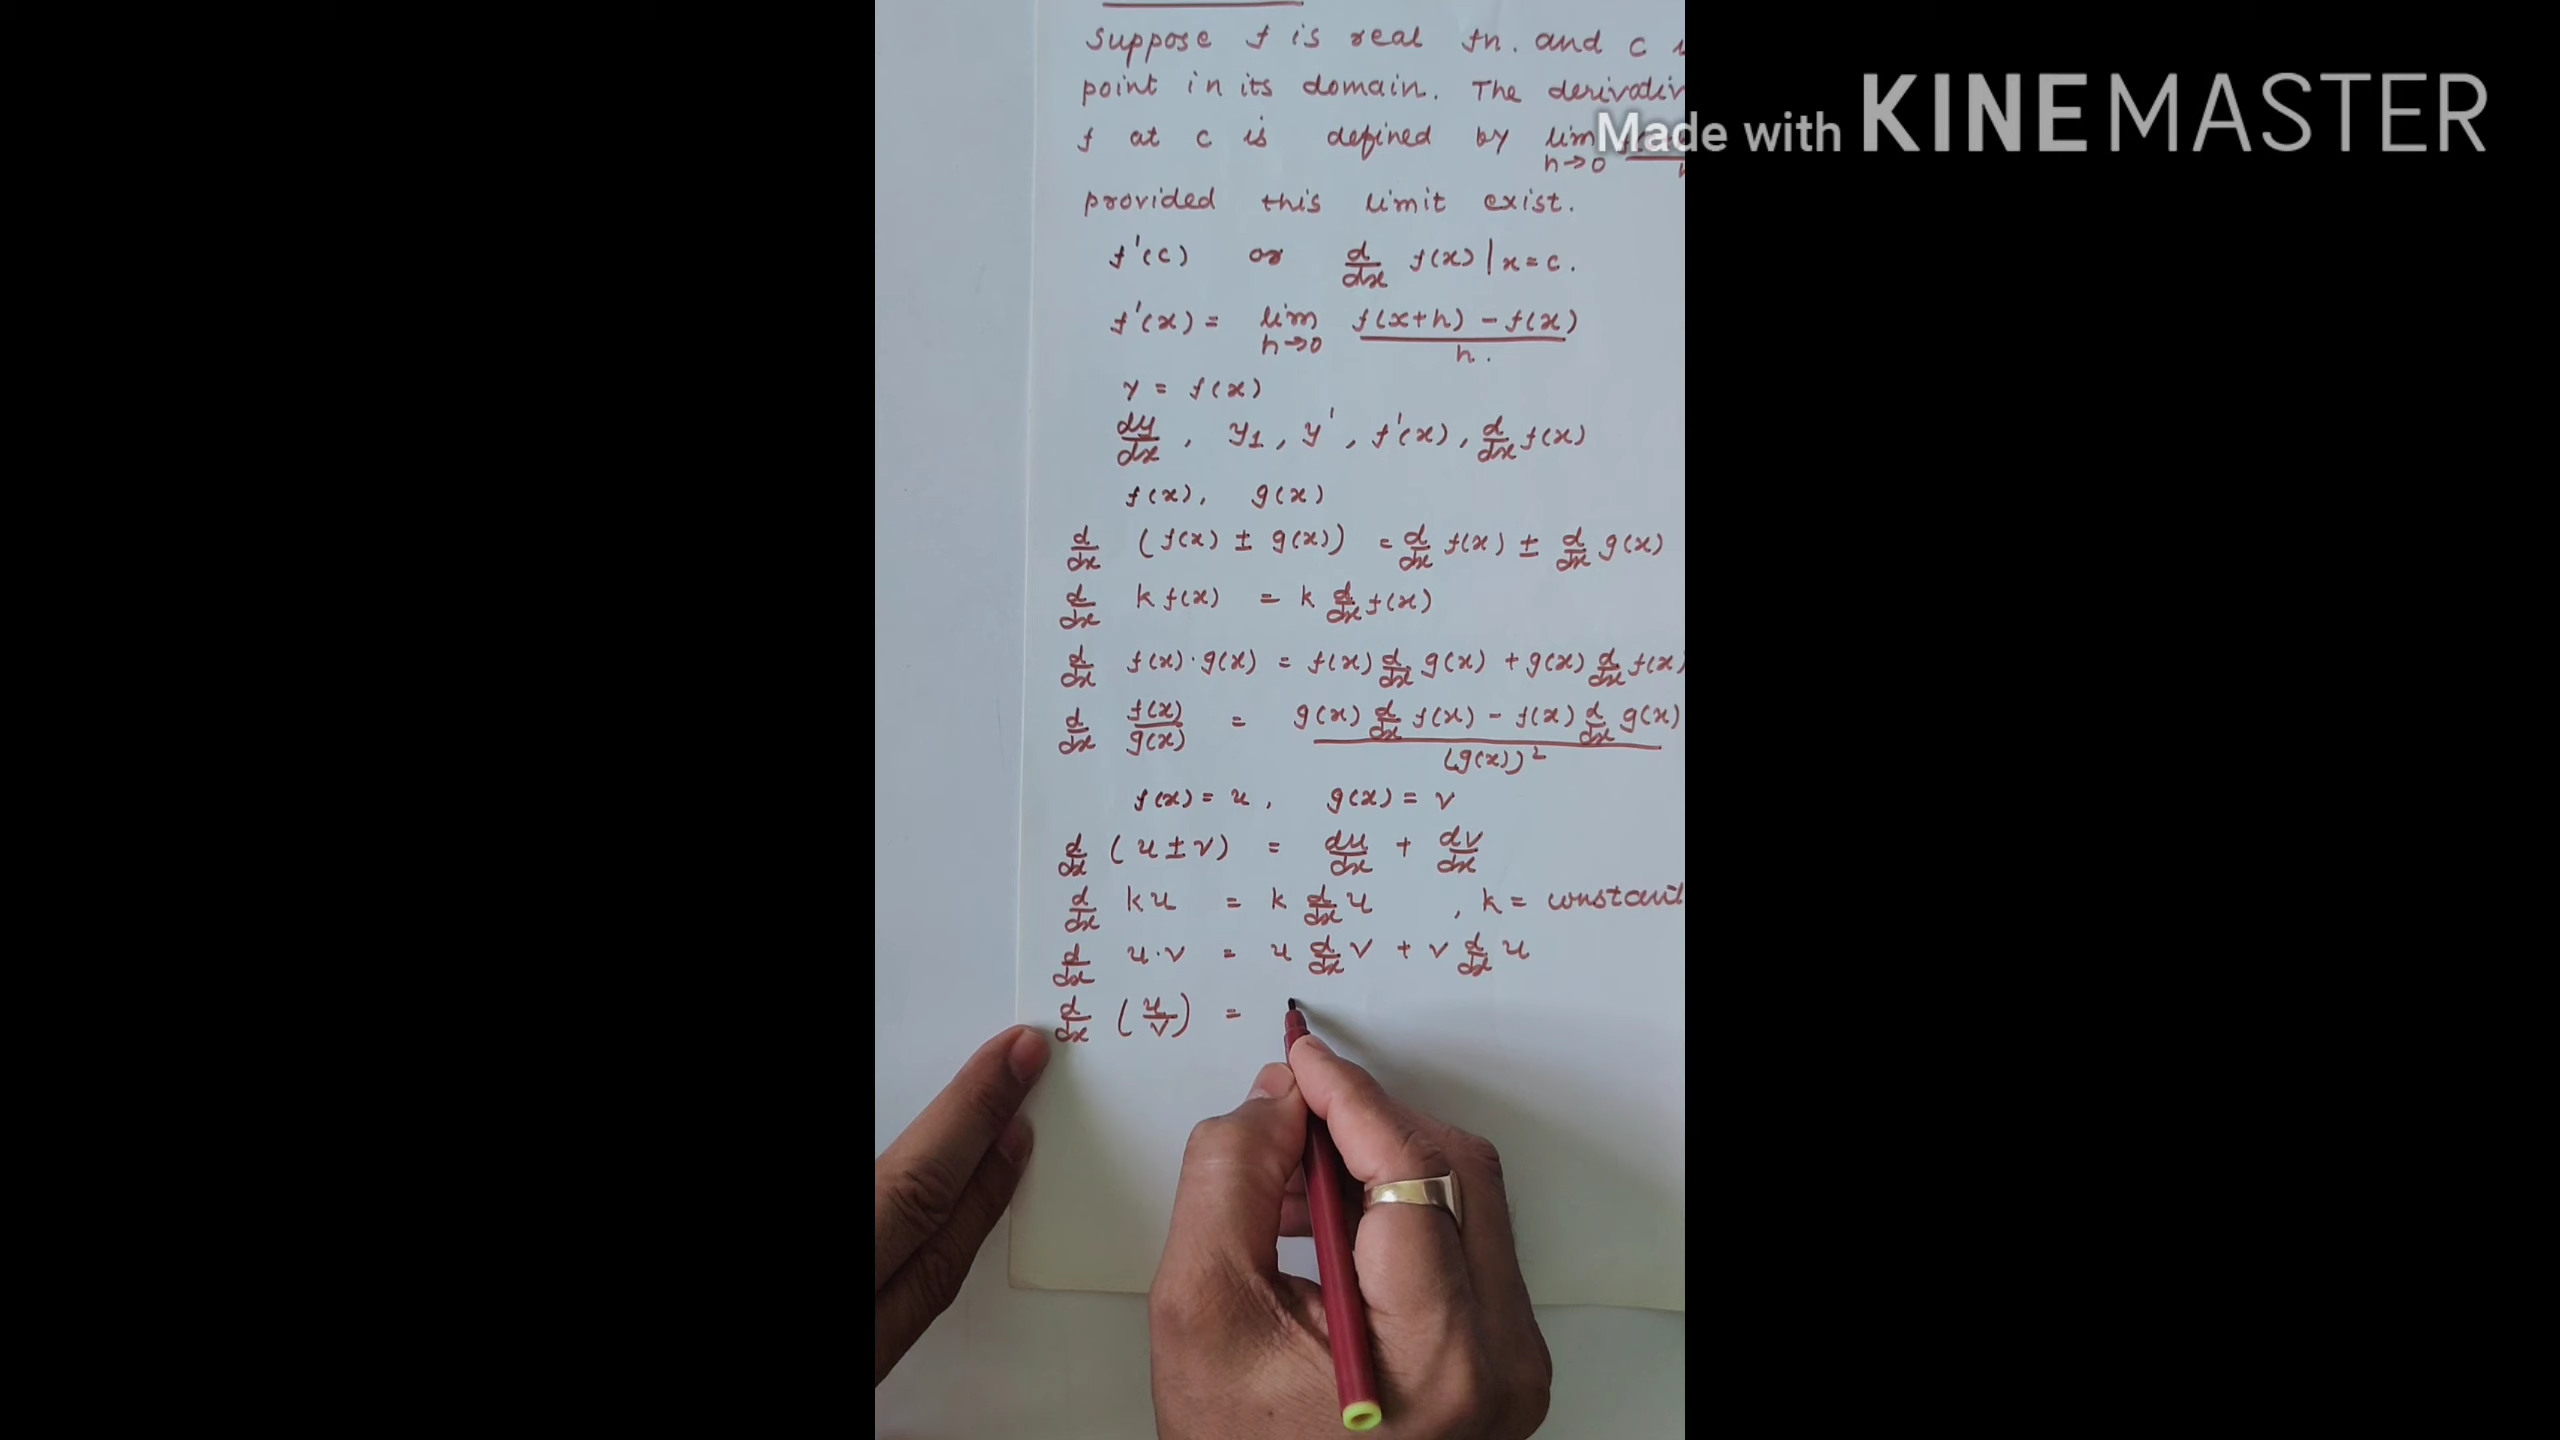 suppose f is real fn. and c
point in its domain. The
f at c is defined by lim h→0
Made with KINEMASTER
provided this limit exist.
f'(c) or d/dx f(x) | x = c.
f'(x) = lim h→0 f(x+h) - f(x) / h.
y = f(x)
dy/dx , y1 , y' , f'(x) , d/dx f(x)
f(x), g(x)
d/dx (f(x) ± g(x)) = d/dx f(x) ± d/dx g(x)
d/dx k f(x) = k d/dx f(x)
d/dx f(x)·g(x) = f(x) d/dx g(x) + g(x) d/dx f(x)
d/dx f(x)/g(x) = g(x) d/dx f(x) - f(x) d/dx g(x) / (g(x))²
f(x) = u , g(x) = v
d/dx (u ± v) = du/dx + dv/dx
d/dx k u = k d/dx u , k = constant
d/dx u·v = u d/dx v + v d/dx u
d/dx (u/v) =